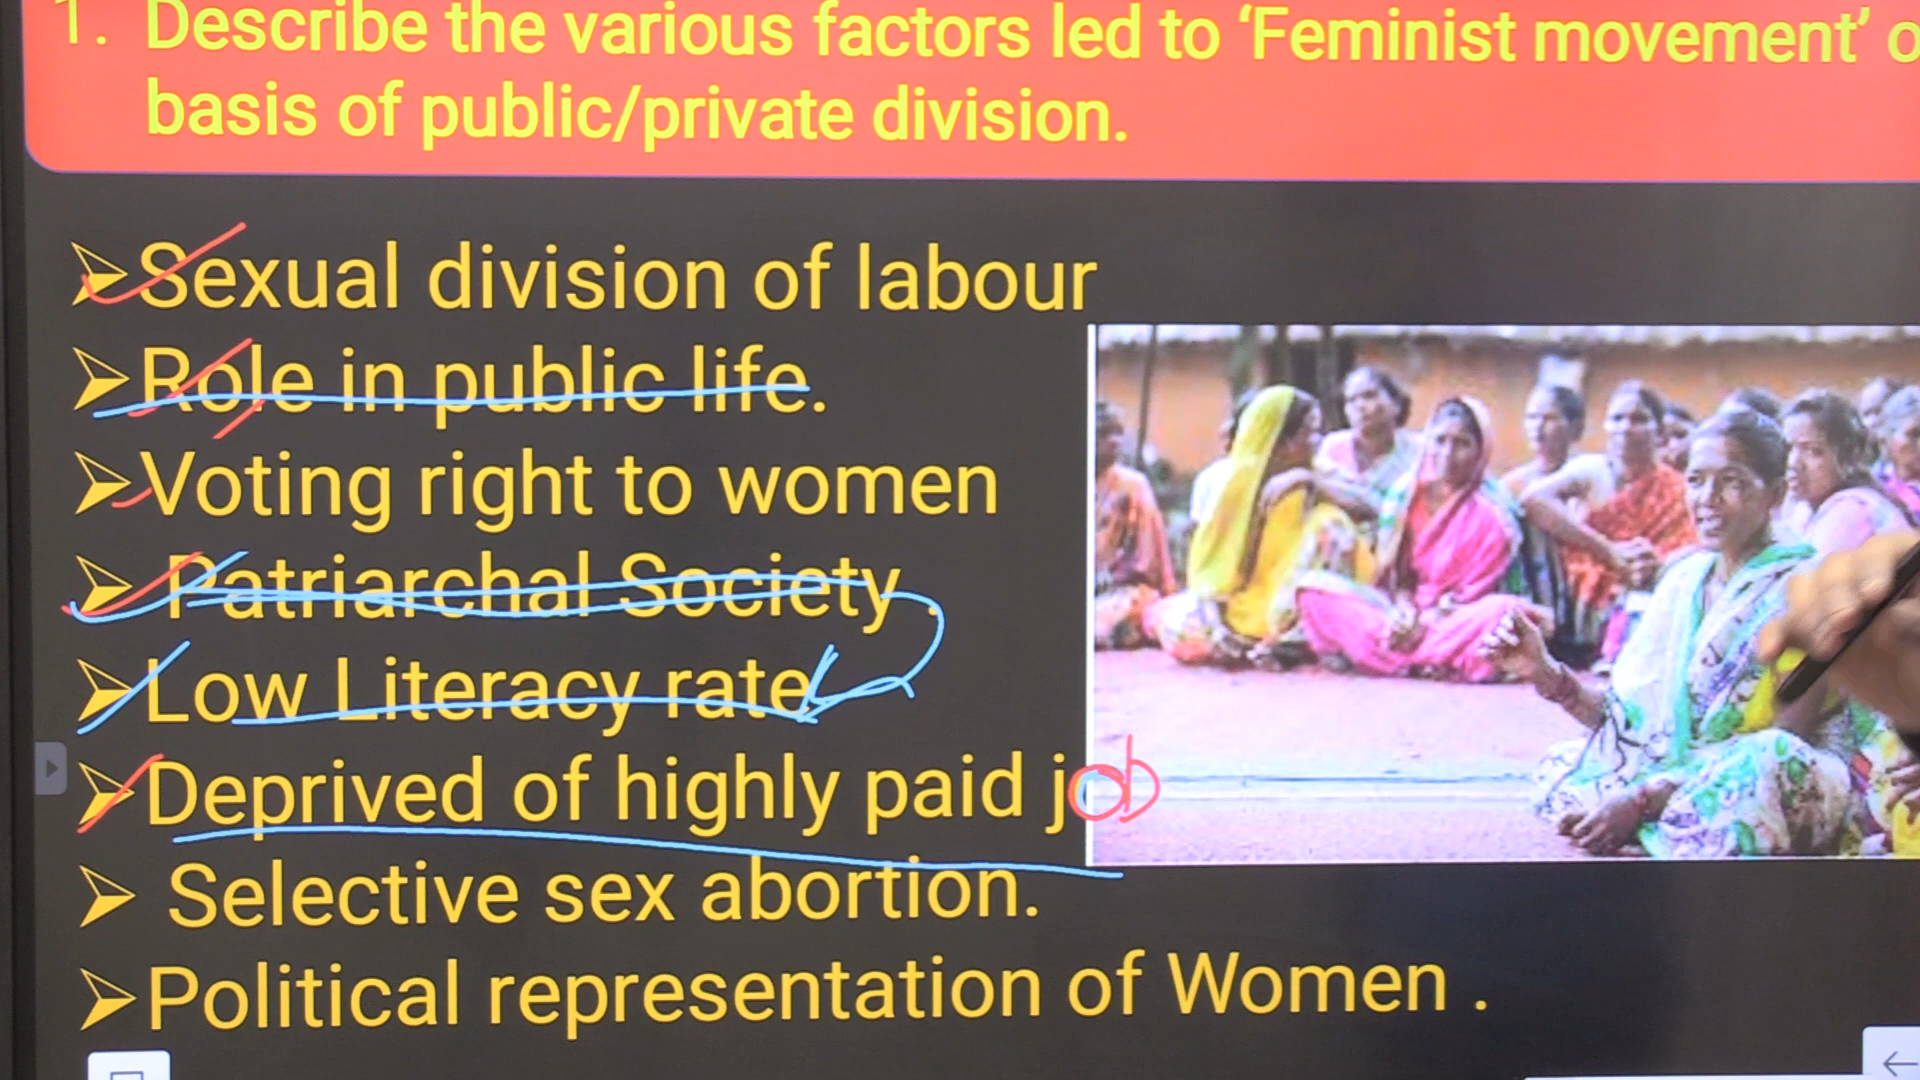 1. Describe the various factors led to ‘Feminist movement’
basis of public/private division.
➢Sexual division of labour
➢Role in public life.
➢Voting right to women
➢ Patriarchal Society .
➢Low Literacy rate
➢Deprived of highly paid job
➢ Selective sex abortion.
➢Political representation of Women .